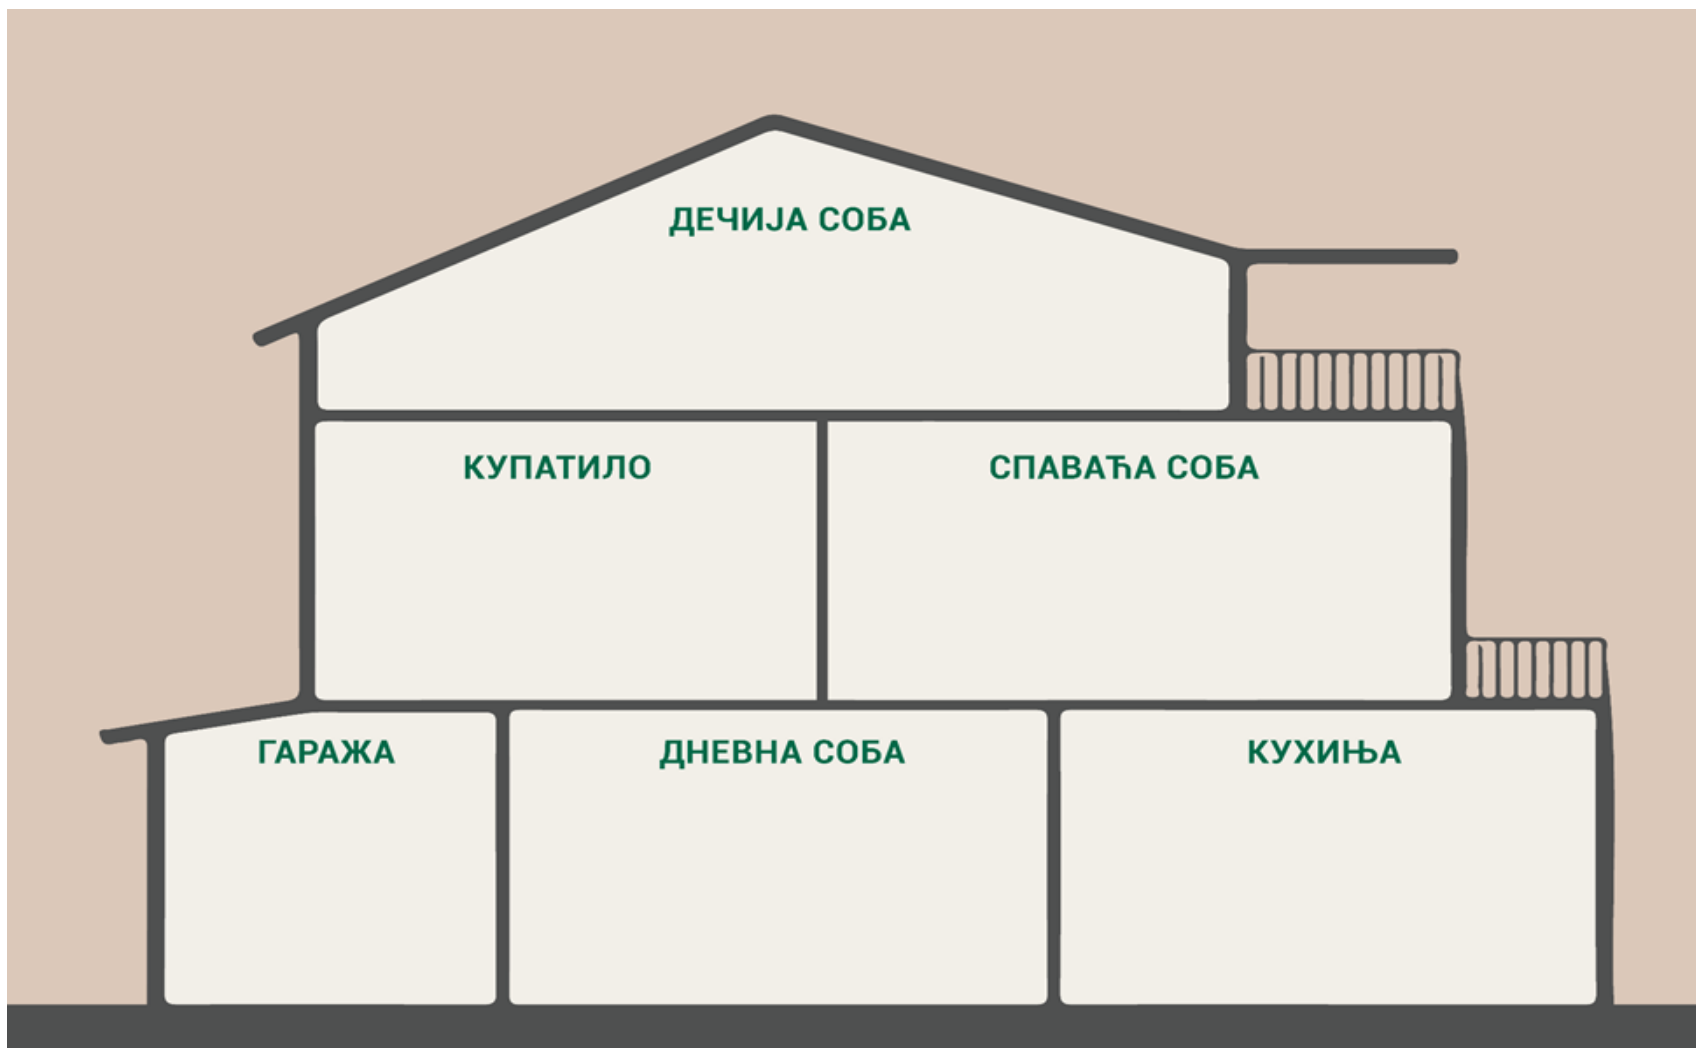 ДЕЧИЈА СОБА
КУПАТИЛО
СПАВАЋА СОБА
ГАРАЖА
ДНЕВНА СОБА
КУХИЊА